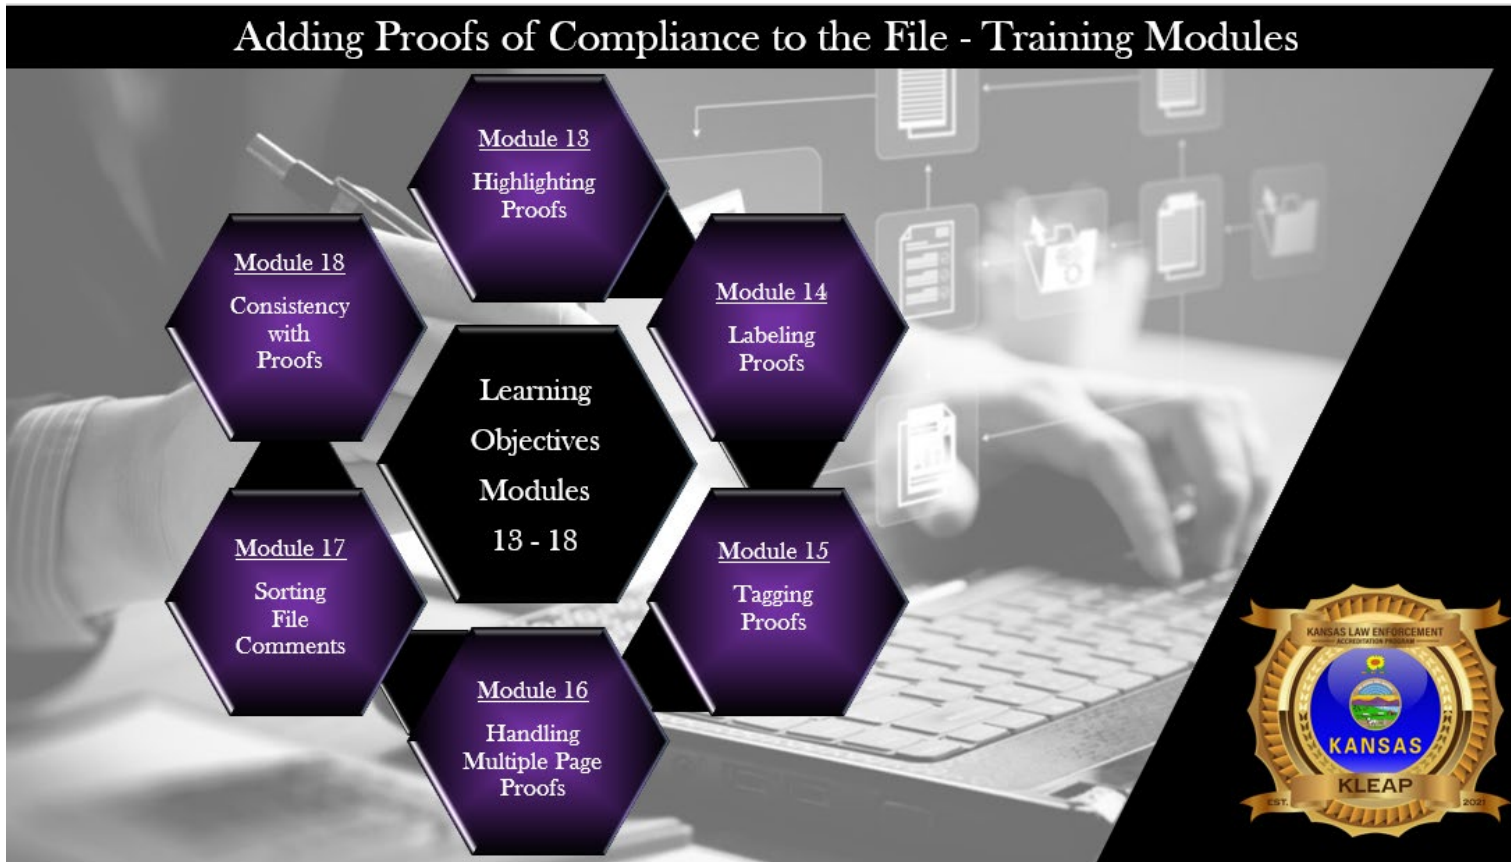 Adding Proofs of Compliance to the File - Training Modules
Module 13
Highlighting
Proofs
Module 14
Labeling
Proofs
Module 15
Tagging
Proofs
Module 16
Handling
Multiple Page
Proofs
Module 17
Sorting
File
Comments
Module 18
Consistency
with
Proofs
Learning
Objectives
Modules
13 - 18
KANSAS LAW ENFORCEMENT
ACCREDITATION PROGRAM
KANSAS
KLEAP
EST. 2021